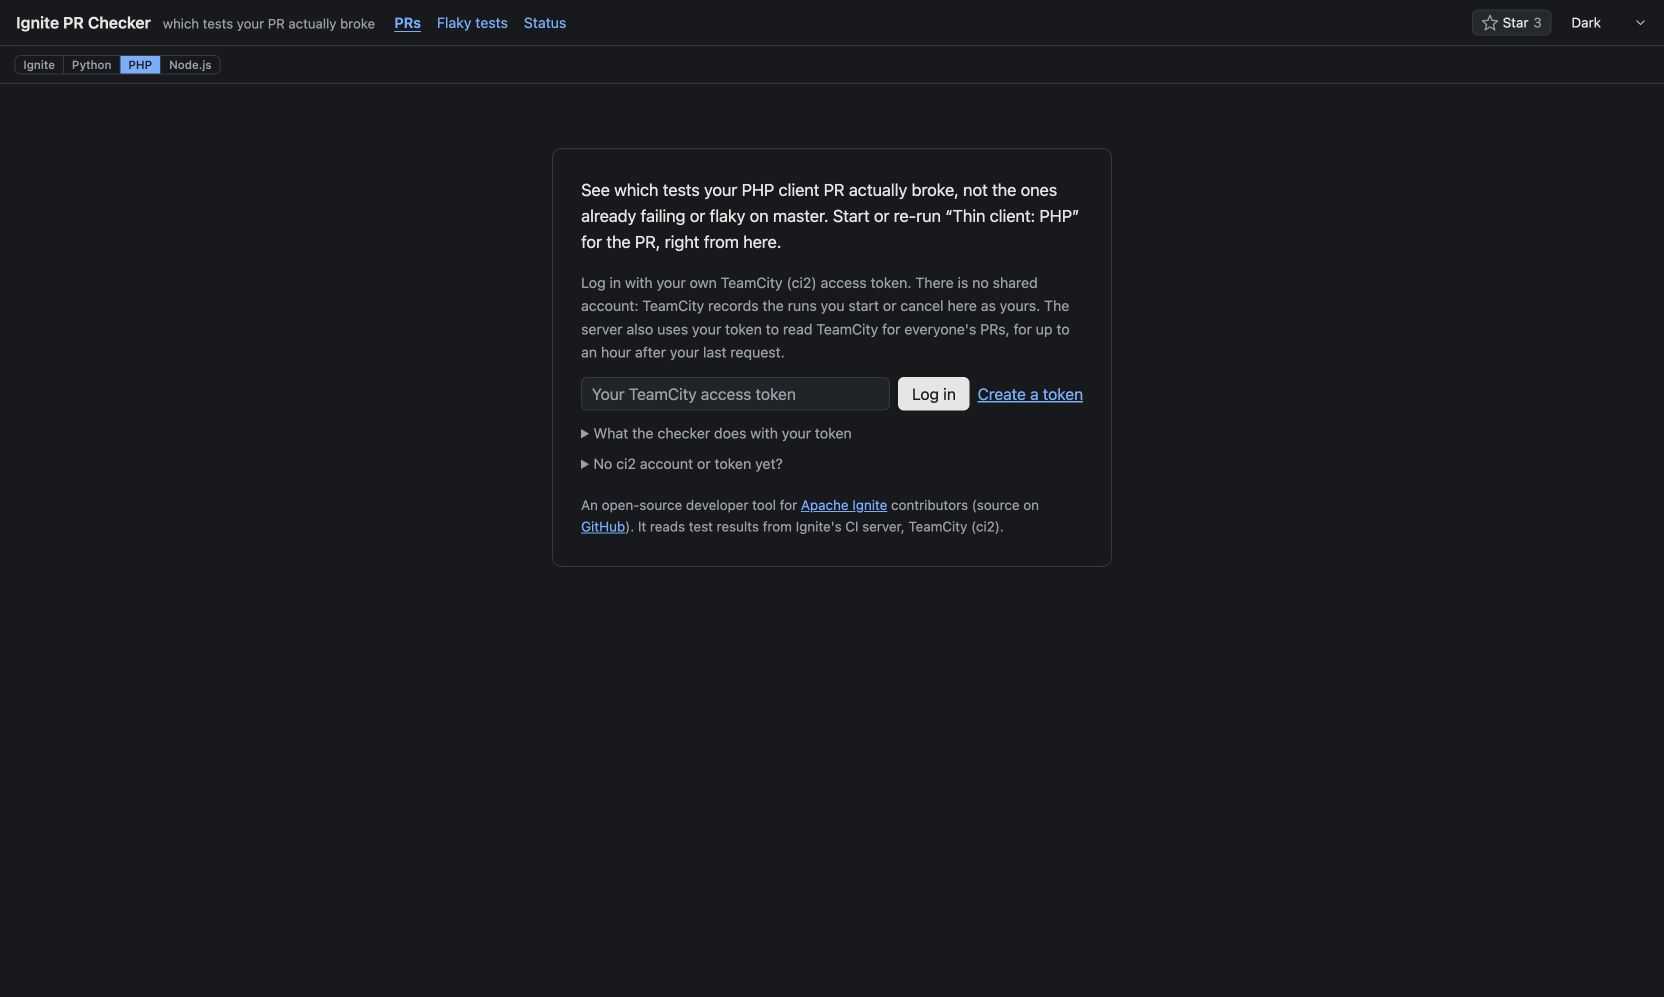 Ignite PR Checker which tests your PR actually broke PRs Flaky tests Status Star 3 Dark
Ignite Python PHP Node.js
See which tests your PHP client PR actually broke, not the ones
already failing or flaky on master. Start or re-run “Thin client: PHP”
for the PR, right from here.
Log in with your own TeamCity (ci2) access token. There is no shared
account: TeamCity records the runs you start or cancel here as yours. The
server also uses your token to read TeamCity for everyone's PRs, for up to
an hour after your last request.
Your TeamCity access token Log in Create a token
What the checker does with your token
No ci2 account or token yet?
An open-source developer tool for Apache Ignite contributors (source on
GitHub). It reads test results from Ignite's CI server, TeamCity (ci2).